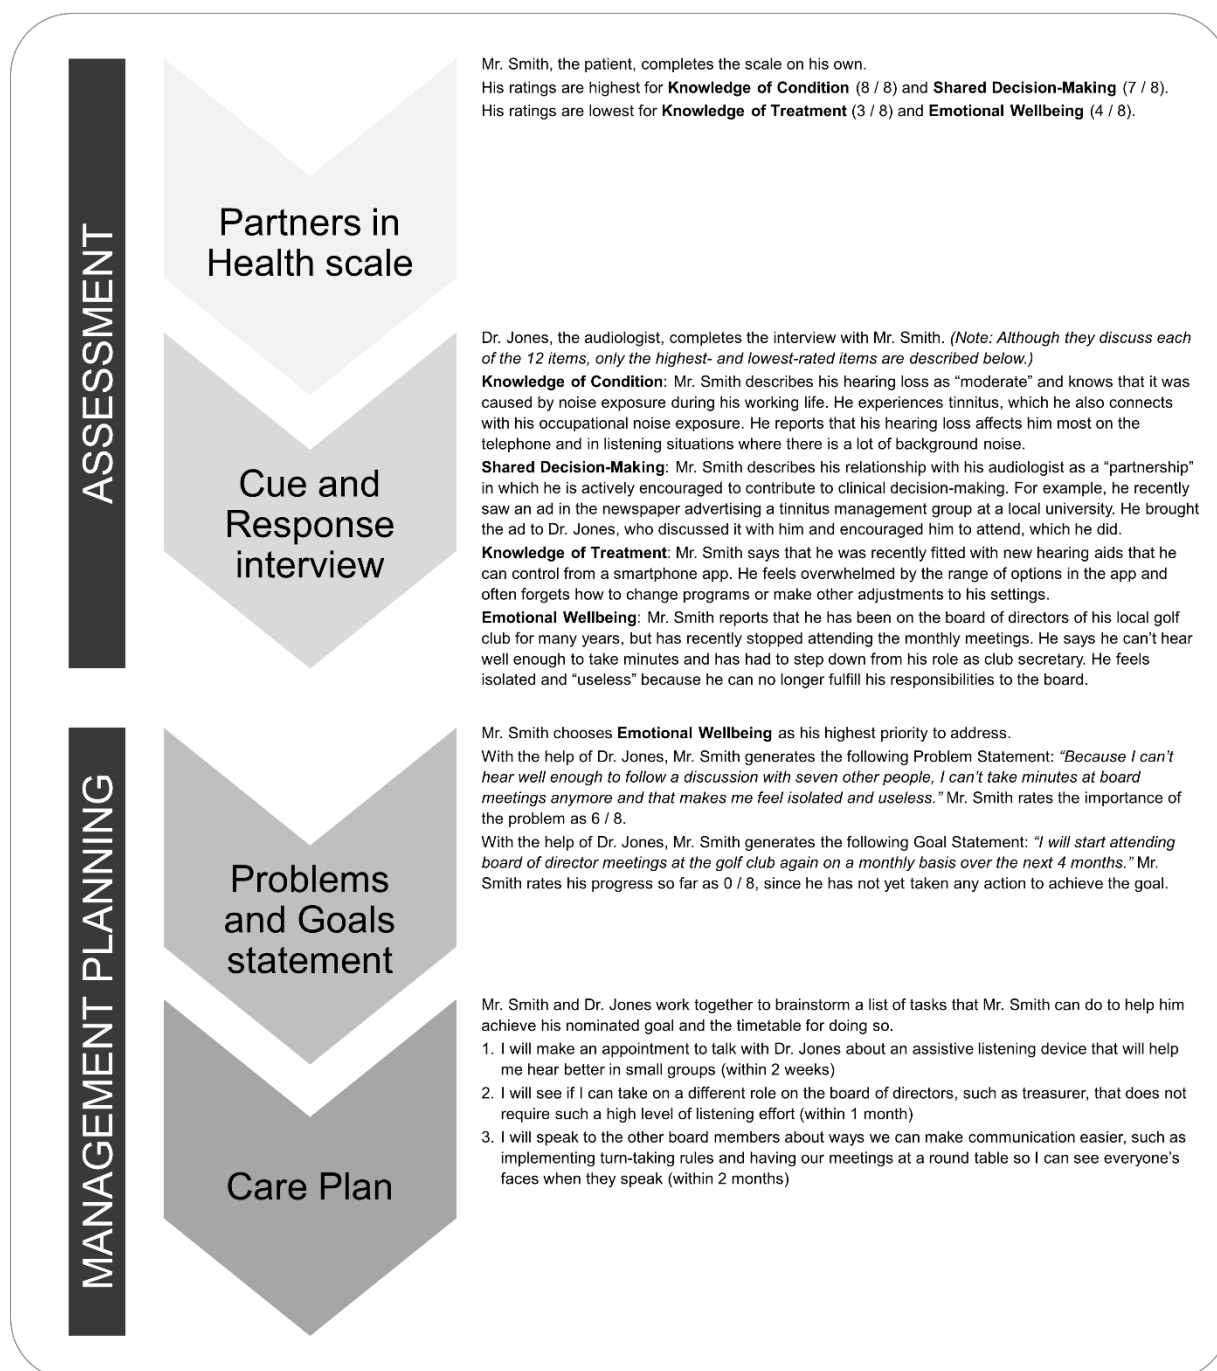 ASSESSMENT
Partners in
Health scale
Mr. Smith, the patient, completes the scale on his own.
His ratings are highest for Knowledge of Condition (8 / 8) and Shared Decision-Making (7 / 8).
His ratings are lowest for Knowledge of Treatment (3 / 8) and Emotional Wellbeing (4 / 8).
Cue and
Response
interview
Dr. Jones, the audiologist, completes the interview with Mr. Smith. (Note: Although they discuss each
of the 12 items, only the highest- and lowest-rated items are described below.)
Knowledge of Condition: Mr. Smith describes his hearing loss as “moderate” and knows that it was
caused by noise exposure during his working life. He experiences tinnitus, which he also connects
with his occupational noise exposure. He reports that his hearing loss affects him most on the
telephone and in listening situations where there is a lot of background noise.
Shared Decision-Making: Mr. Smith describes his relationship with his audiologist as a “partnership”
in which he is actively encouraged to contribute to clinical decision-making. For example, he recently
saw an ad in the newspaper advertising a tinnitus management group at a local university. He brought
the ad to Dr. Jones, who discussed it with him and encouraged him to attend, which he did.
Knowledge of Treatment: Mr. Smith says that he was recently fitted with new hearing aids that he
can control from a smartphone app. He feels overwhelmed by the range of options in the app and
often forgets how to change programs or make other adjustments to his settings.
Emotional Wellbeing: Mr. Smith reports that he has been on the board of directors of his local golf
club for many years, but has recently stopped attending the monthly meetings. He says he can’t hear
well enough to take minutes and has had to step down from his role as club secretary. He feels
isolated and “useless” because he can no longer fulfill his responsibilities to the board.
MANAGEMENT PLANNING
Problems
and Goals
statement
Mr. Smith chooses Emotional Wellbeing as his highest priority to address.
With the help of Dr. Jones, Mr. Smith generates the following Problem Statement: “Because I can’t
hear well enough to follow a discussion with seven other people, I can’t take minutes at board
meetings anymore and that makes me feel isolated and useless.” Mr. Smith rates the importance of
the problem as 6 / 8.
With the help of Dr. Jones, Mr. Smith generates the following Goal Statement: “I will start attending
board of director meetings at the golf club again on a monthly basis over the next 4 months.” Mr.
Smith rates his progress so far as 0 / 8, since he has not yet taken any action to achieve the goal.
Care Plan
Mr. Smith and Dr. Jones work together to brainstorm a list of tasks that Mr. Smith can do to help him
achieve his nominated goal and the timetable for doing so.
1. I will make an appointment to talk with Dr. Jones about an assistive listening device that will help
me hear better in small groups (within 2 weeks)
2. I will see if I can take on a different role on the board of directors, such as treasurer, that does not
require such a high level of listening effort (within 1 month)
3. I will speak to the other board members about ways we can make communication easier, such as
implementing turn-taking rules and having our meetings at a round table so I can see everyone’s
faces when they speak (within 2 months)